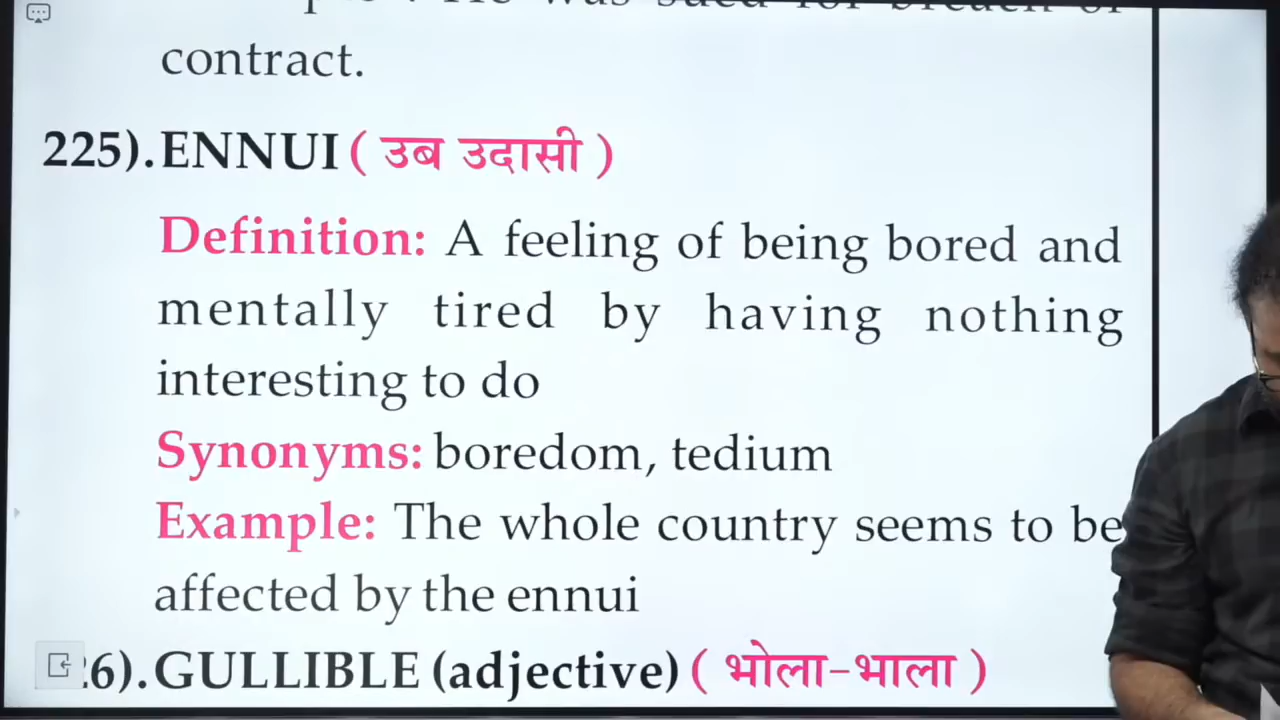 contract.
225). ENNUI ( उब उदासी )
Definition: A feeling of being bored and
mentally tired by having nothing
interesting to do
Synonyms: boredom, tedium
Example: The whole country seems to be
affected by the ennui
26). GULLIBLE (adjective) ( भोला-भाला )